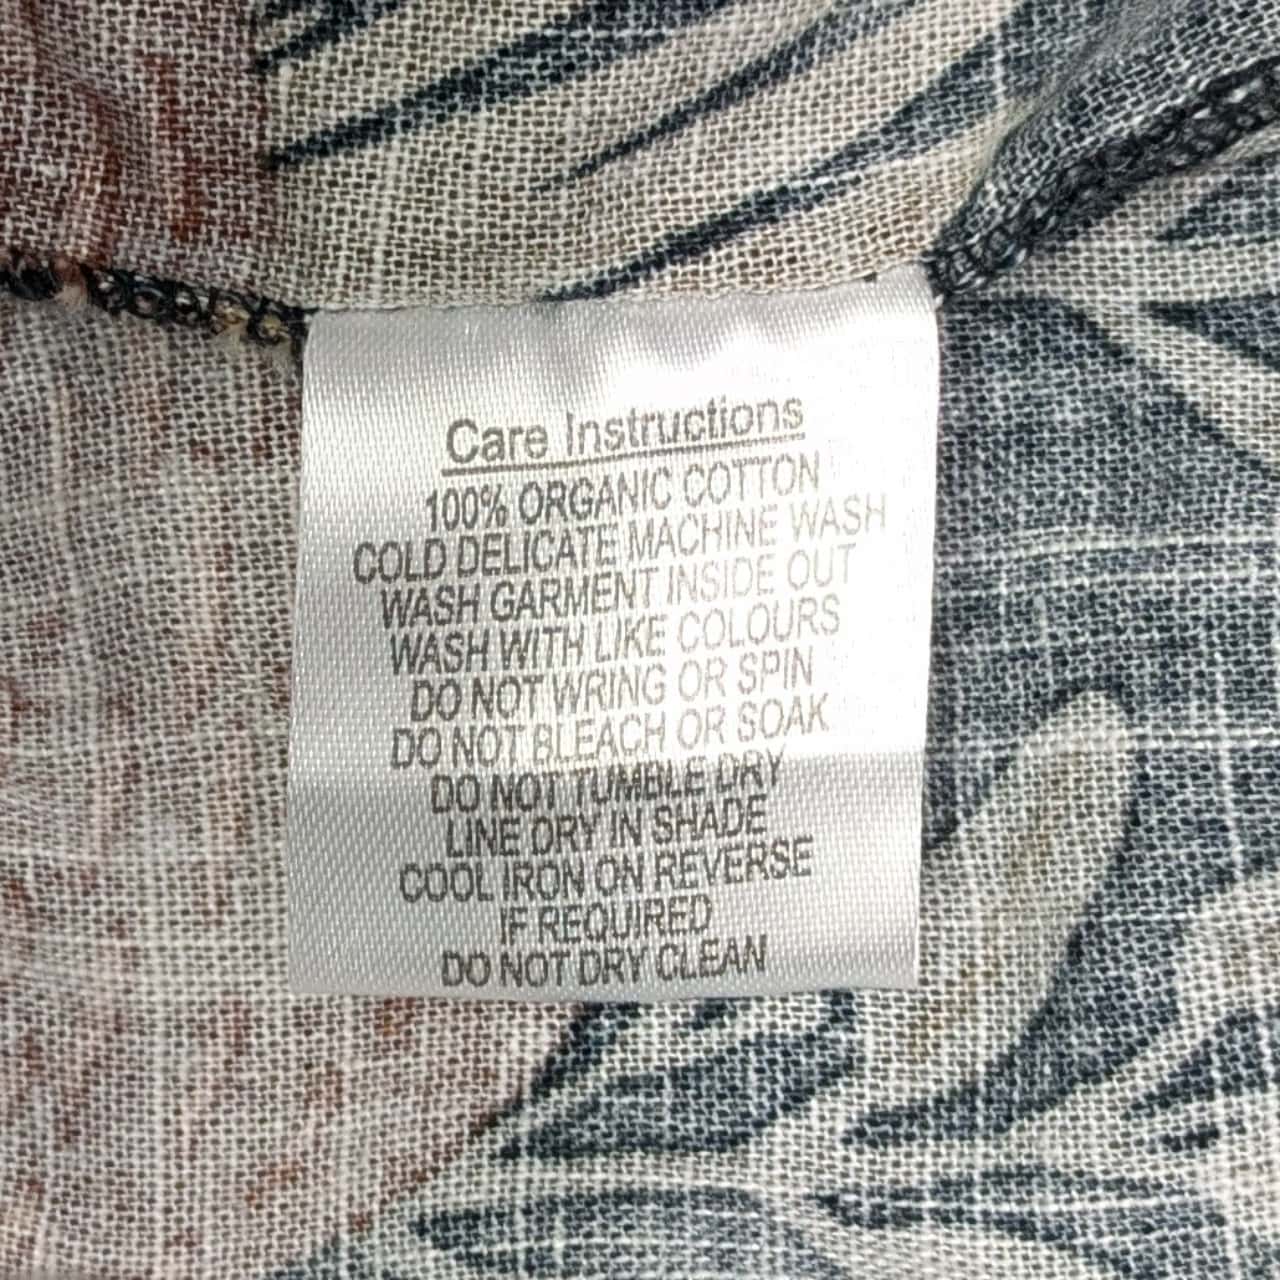 Care Instructions
100% ORGANIC COTTON
COLD DELICATE MACHINE WASH
WASH GARMENT INSIDE OUT
WASH WITH LIKE COLOURS
DO NOT WRING OR SPIN
DO NOT BLEACH OR SOAK
DO NOT TUMBLE DRY
LINE DRY IN SHADE
COOL IRON ON REVERSE
IF REQUIRED
DO NOT DRY CLEAN